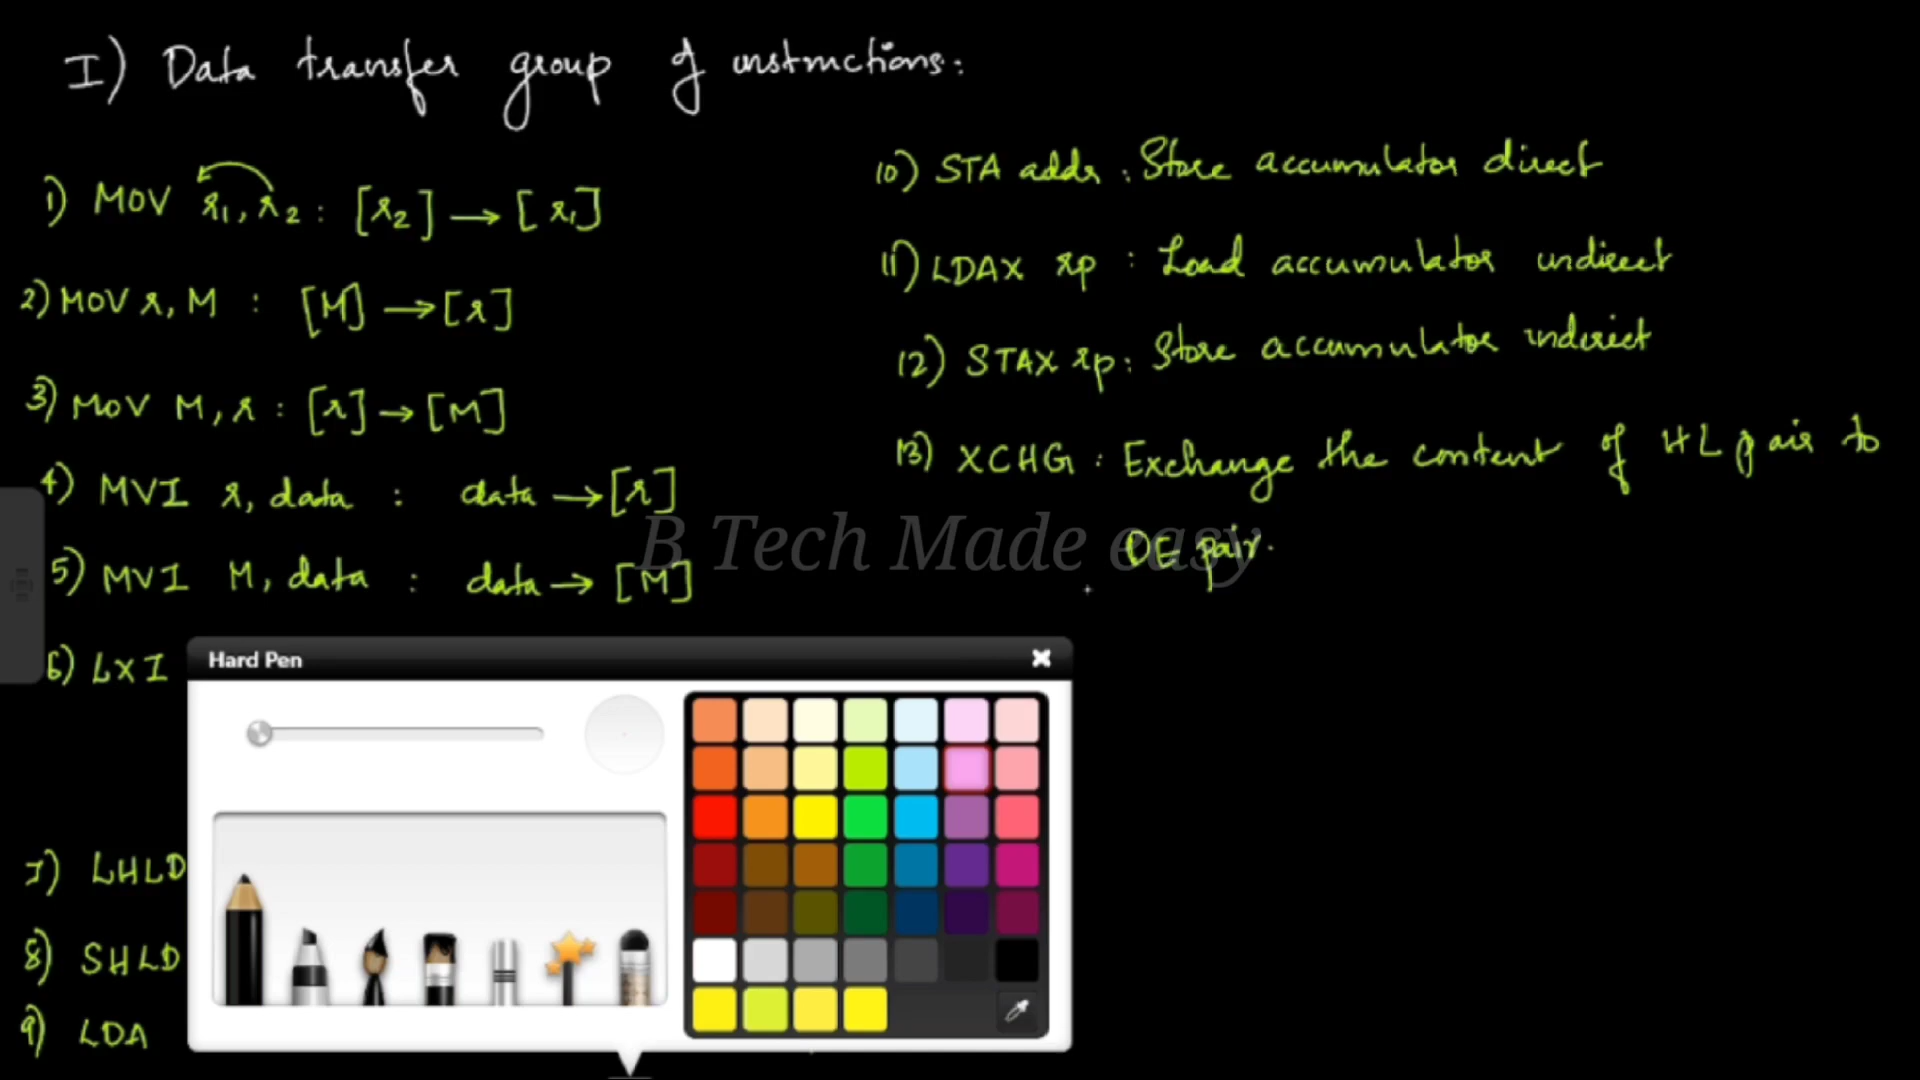 I) Data transfer group of instructions:
1) MOV r1, r2 : [r2] → [r1]
2) MOV r, M : [M] → [r]
3) MOV M, r : [r] → [M]
4) MVI r, data : data → [r]
5) MVI M, data : data → [M]
6) LXI
7) LHLD
8) SHLD
9) LDA
10) STA addr : Store accumulator direct
11) LDAX rp : Load accumulator indirect
12) STAX rp : Store accumulator indirect
13) XCHG : Exchange the content of HL pair to
DE pair.
B Tech Made easy
Hard Pen